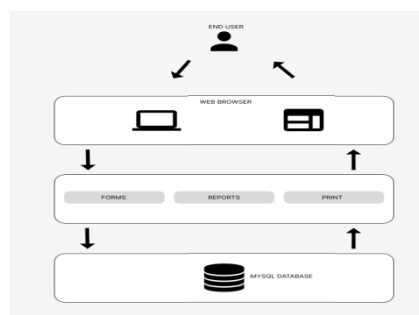 END USER
WEB BROWSER
FORMS REPORTS PRINT
MYSQL DATABASE